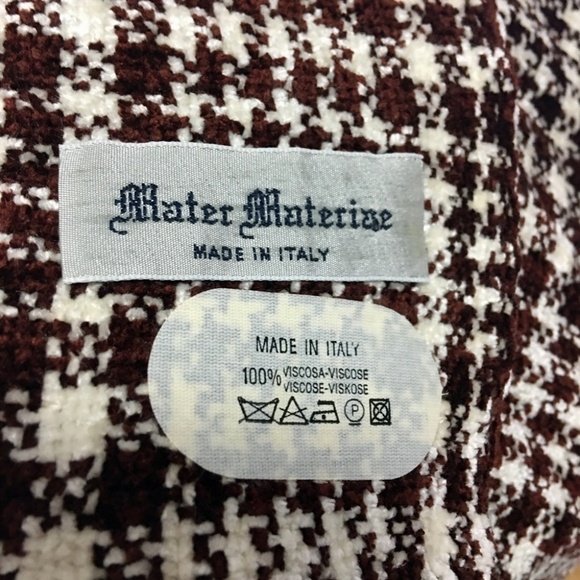 Mater Materiae
MADE IN ITALY
MADE IN ITALY
100% VISCOSA-VISCOSE
VISCOSE-VISKOSE
P